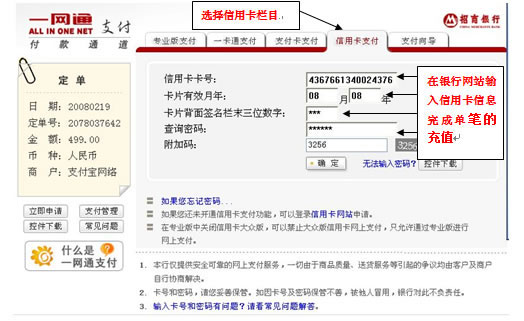 选择信用卡栏目
一网通 支付
ALL IN ONE NET
付款通道
招商银行
专业版支付 一卡通支付 支付卡支付 信用卡支付 支付向导
定单
日 期：20080219
定单号：2078037642
金 额：499.00
币 种：人民币
商 户：支付宝网络
立即申请 支付管理
控件下载 常见问题
什么是
一网通支付
信用卡卡号： 4367661340024376
卡片有效月年： 08 月 08 年
卡片背面签名栏末三位数字： ***
查询密码： ******
附加码： 3256 3256
确 定 无法输入密码？ 控件下载
在银行网站输
入信用卡信息
完成单笔的
充值
如果您忘记密码...
如果您还未开通信用卡支付功能，可以登录信用卡网站申请。
在专业版中关闭信用卡大众版，可以禁止大众版信用卡网上支付，只允许通过专业版进行
网上支付。
1. 本行仅提供安全可靠的网上支付服务，一切由于商品质量、送货服务等引起的争议均由客户及商户
自行协商解决。
2. 卡号和密码，请您妥善保管。如因卡号及密码保管不善，被他人冒用，银行对此不负责任。
3. 输入卡号和密码有问题？请看常见问题解答。